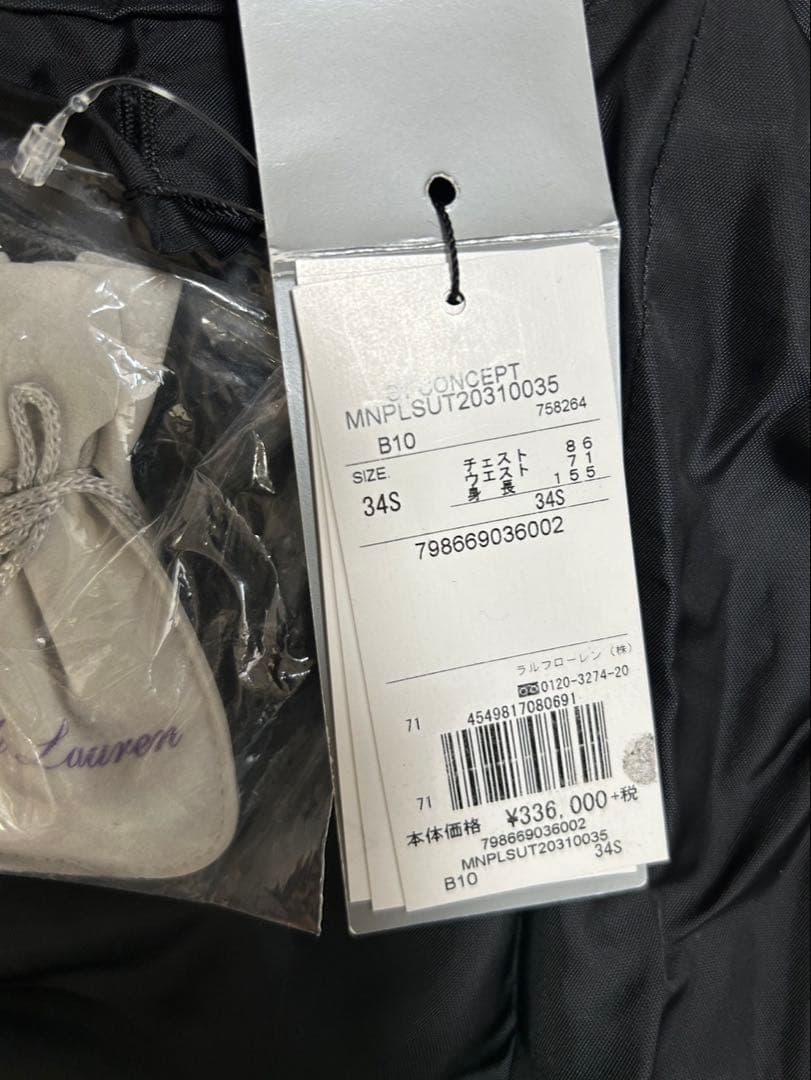 CONCEPT
MNPLSUT20310035
B10 758264
SIZE.
34S
チェスト 86
ウエスト 71
身長 155
34S
798669036002
ラルフローレン（株）
0120-3274-20
71 4549817080691
71
本体価格 ¥336,000+税
798669036002
MNPLSUT20310035
B10 34S
Lauren